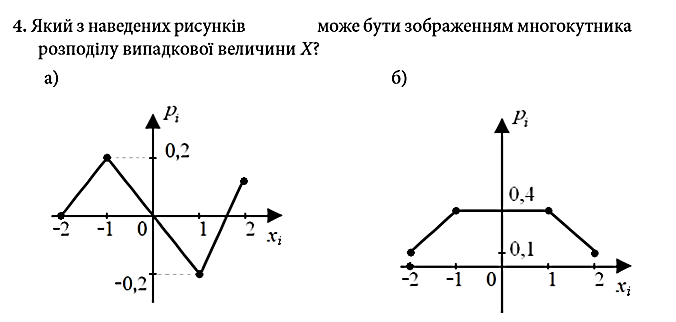 4. Який з наведених рисунків може бути зображенням многокутника
розподілу випадкової величини X?
а) б)
pᵢ
0,2
-2 -1 0 1 2 xᵢ
-0,2
pᵢ
0,4
0,1
-2 -1 0 1 2 xᵢ